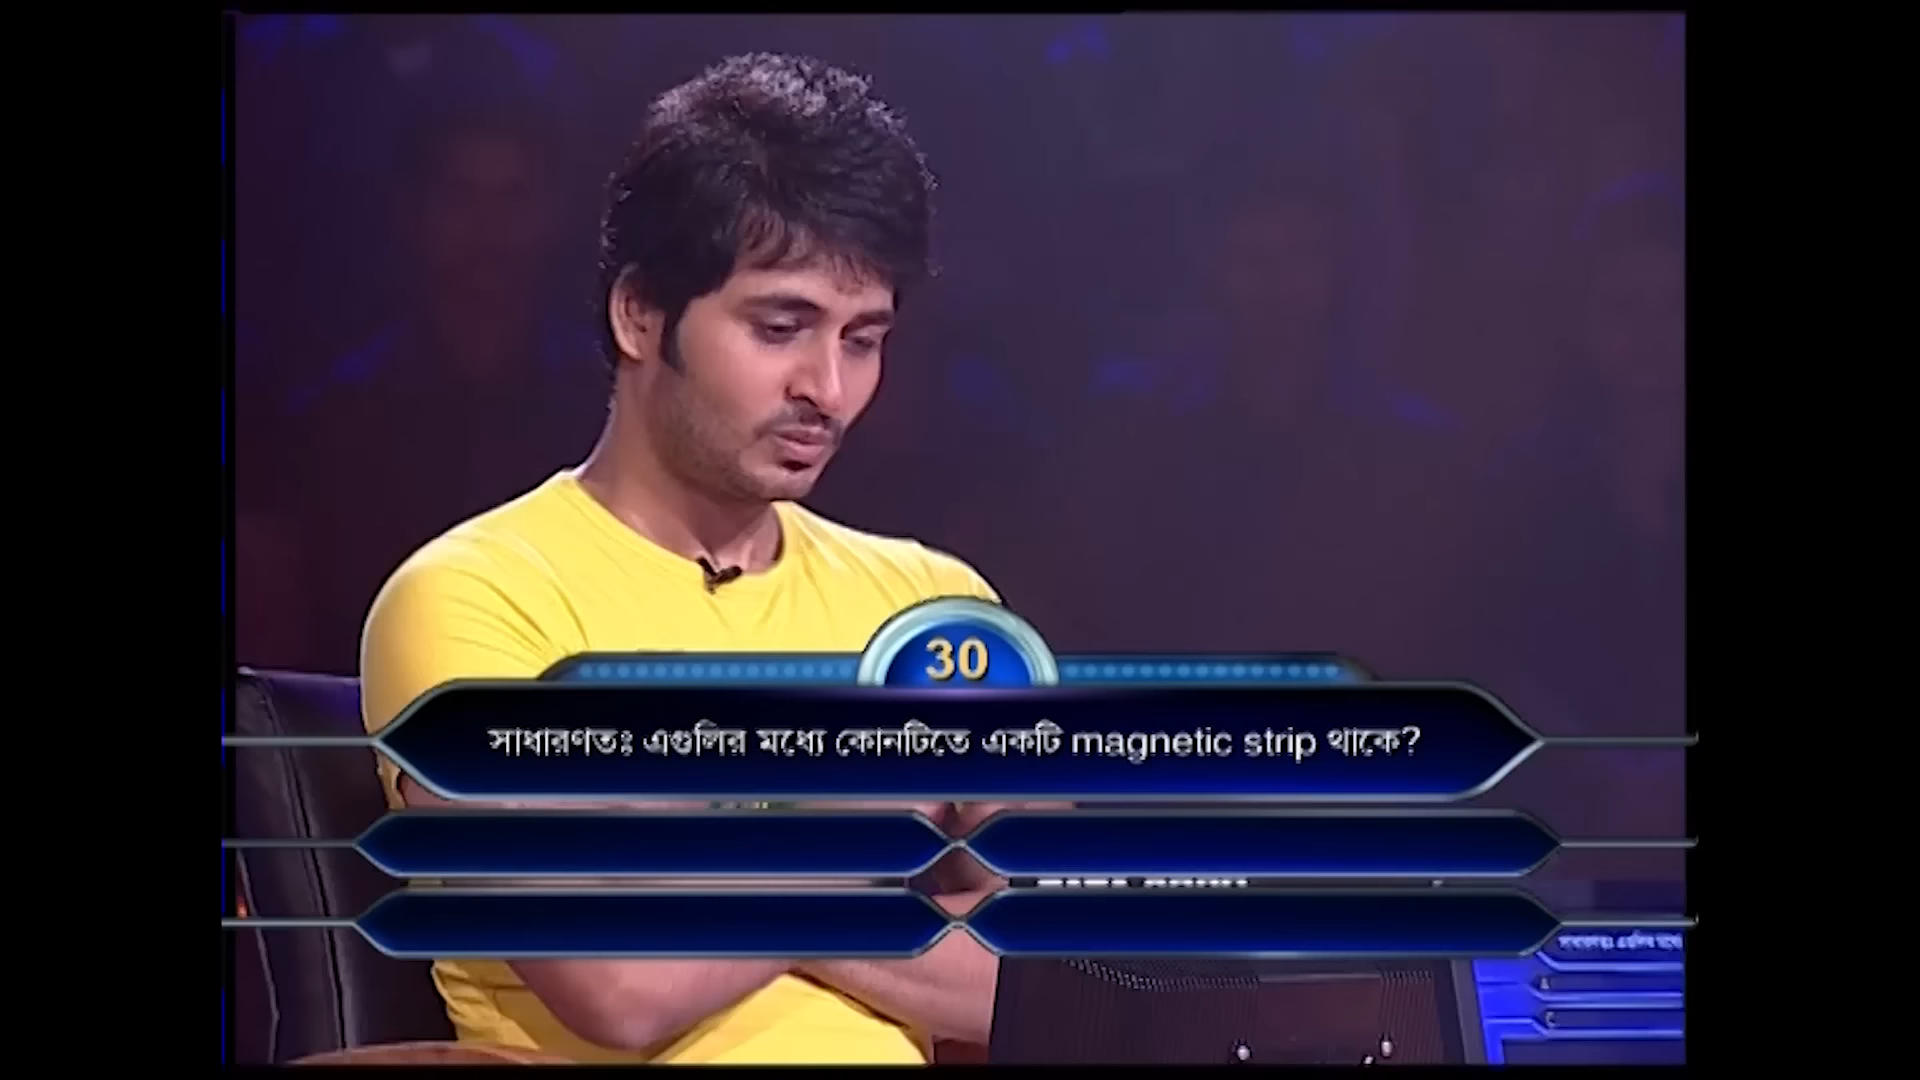 30
সাধারণতঃ এগুলির মধ্যে কোনটিতে একটি magnetic strip থাকে?